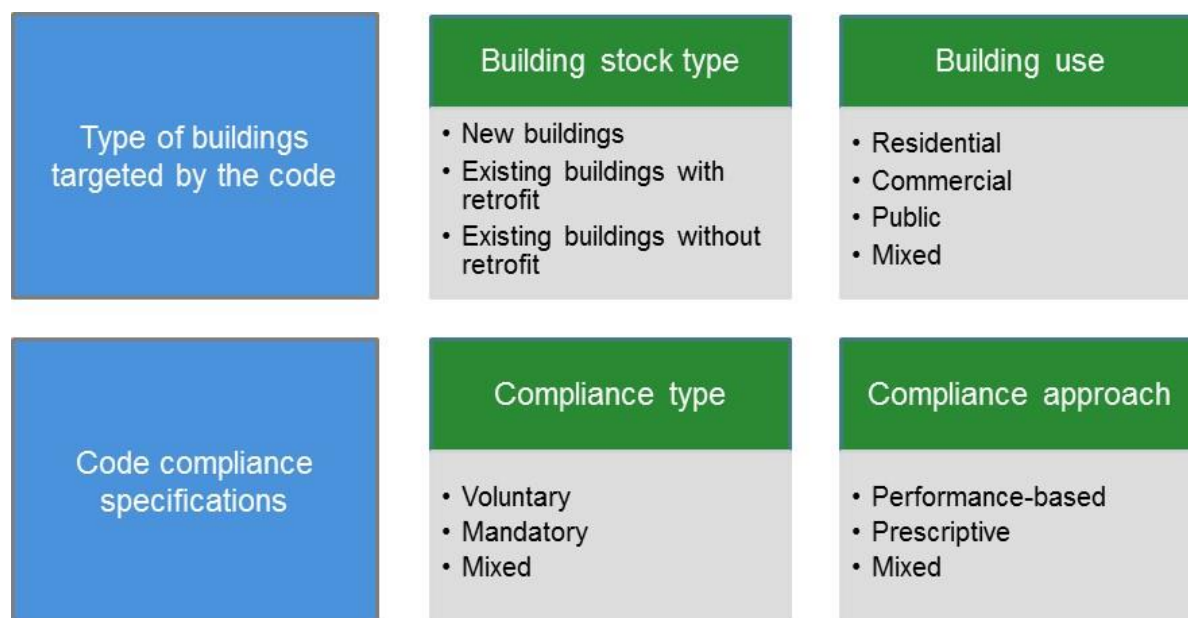 Type of buildings
targeted by the code
Building stock type
• New buildings
• Existing buildings with
retrofit
• Existing buildings without
retrofit
Building use
• Residential
• Commercial
• Public
• Mixed
Code compliance
specifications
Compliance type
• Voluntary
• Mandatory
• Mixed
Compliance approach
• Performance-based
• Prescriptive
• Mixed